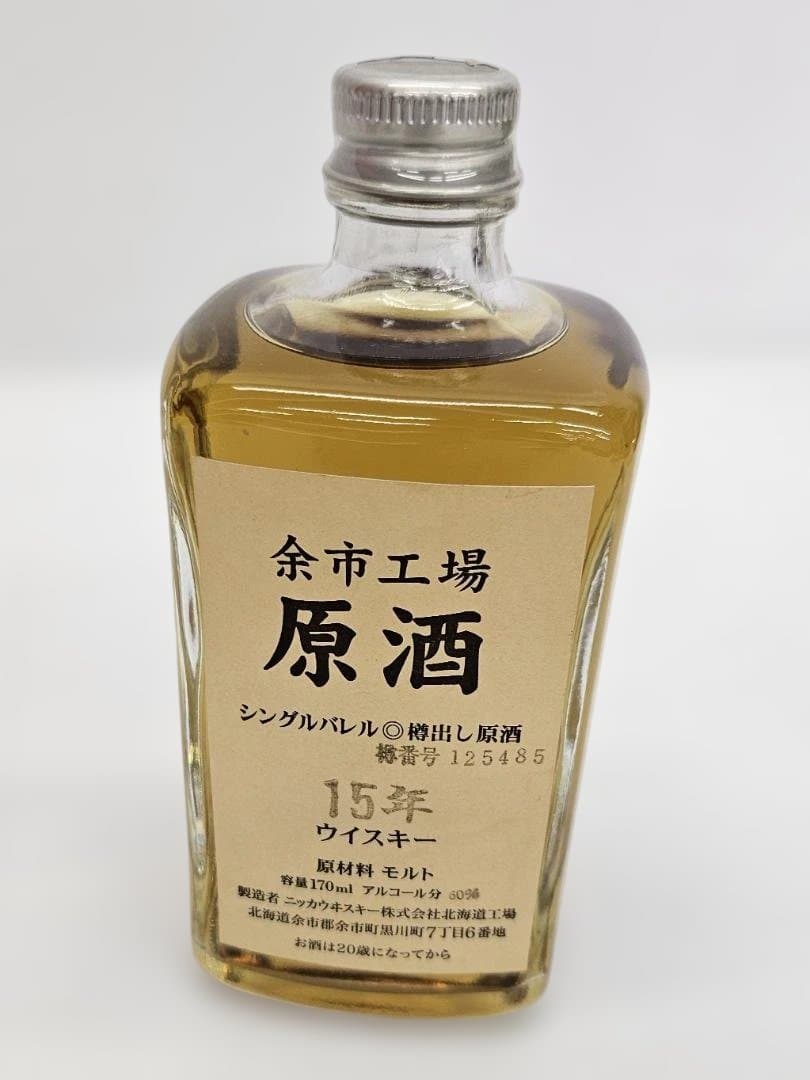 余市工場
原酒
シングルバレル◎樽出し原酒
樽番号 125485
15年
ウイスキー
原材料 モルト
容量170ml アルコール分 60%
製造者 ニッカウヰスキー株式会社北海道工場
北海道余市郡余市町黒川町7丁目6番地
お酒は20歳になってから